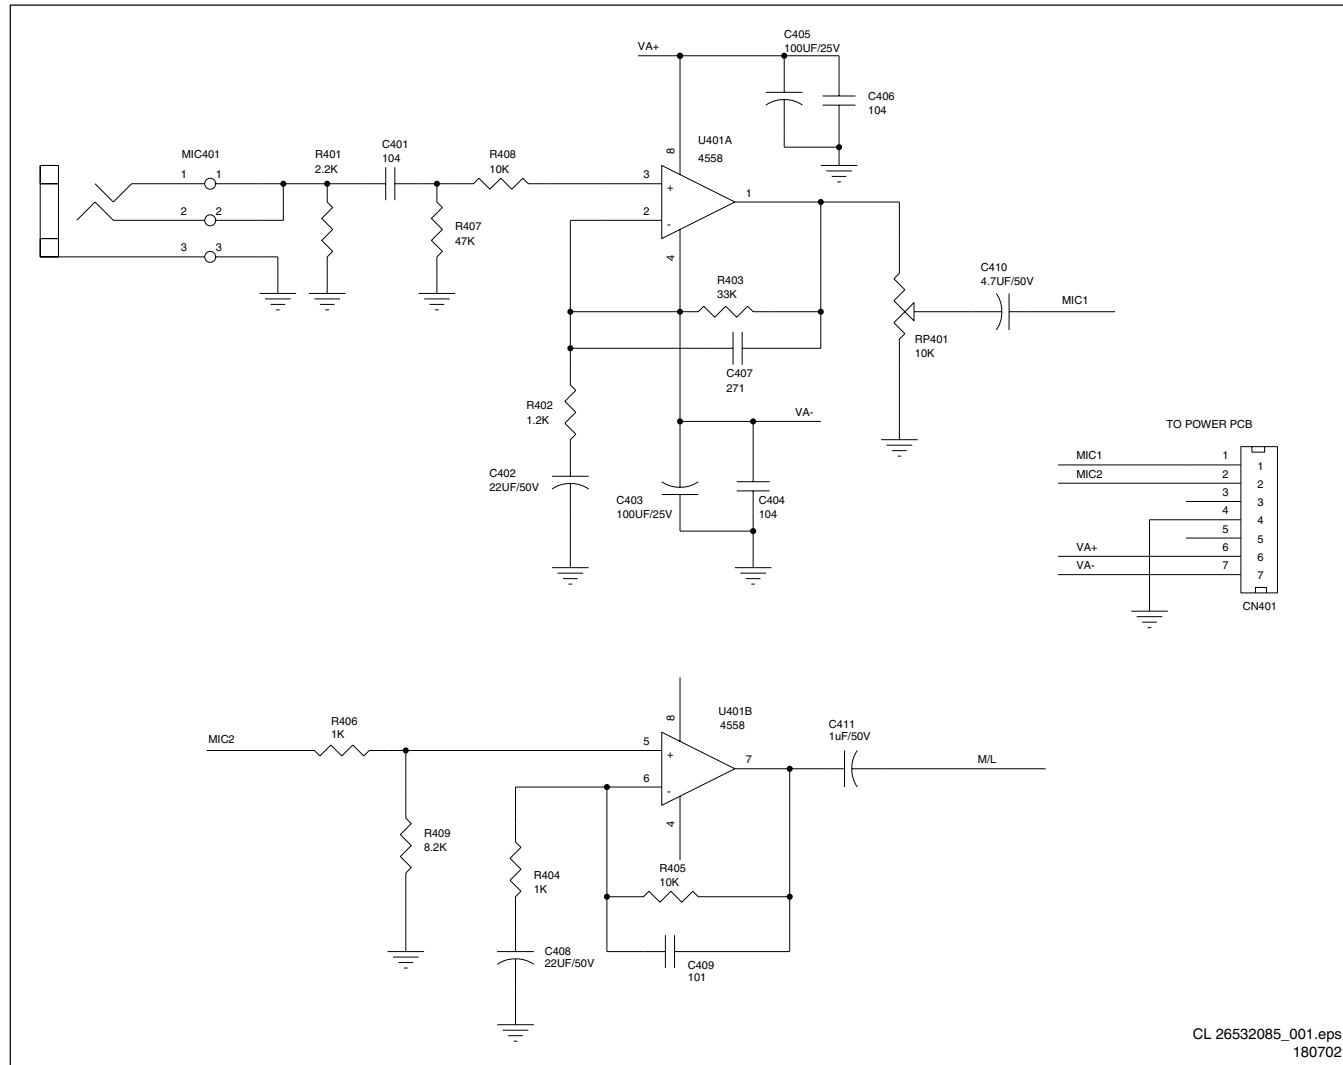 C405
100UF/25V
VA+
C406
104
U401A
4558
8
C401
104
MIC401
R401
2.2K
R408
10K
1 1
3
+
1
2 2
2
-
R407
47K
3 3
4
C410
4.7UF/50V
R403
33K
MIC1
RP401
10K
C407
271
R402
1.2K
VA-
TO POWER PCB
C402
22UF/50V
C403
100UF/25V
C404
104
MIC1 1 1
MIC2 2 2
3 3
4 4
5 5
VA+ 6 6
VA- 7 7
CN401
U401B
4558
8
R406
1K
C411
1uF/50V
MIC2
5
+
7
M/L
6
-
4
R409
8.2K
R404
1K
R405
10K
C408
22UF/50V
C409
101
CL 26532085_001.eps
180702